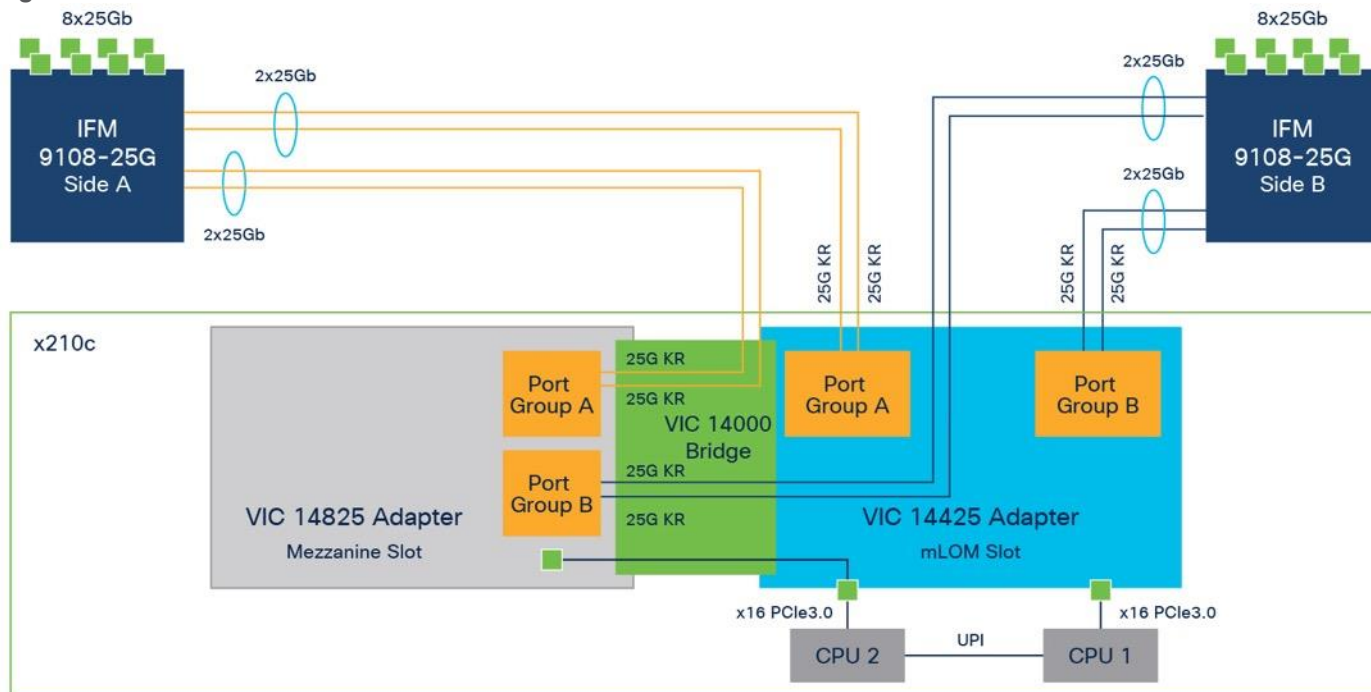 8x25Gb
8x25Gb
2x25Gb
2x25Gb
IFM
9108-25G
Side A
IFM
9108-25G
Side B
2x25Gb
2x25Gb
25G KR
25G KR
25G KR
25G KR
x210c
25G KR
Port
Group A
25G KR
Port
Group A
Port
Group B
VIC 14000
Bridge
25G KR
Port
Group B
25G KR
VIC 14825 Adapter
Mezzanine Slot
VIC 14425 Adapter
mLOM Slot
x16 PCIe3.0
x16 PCIe3.0
CPU 2
UPI
CPU 1